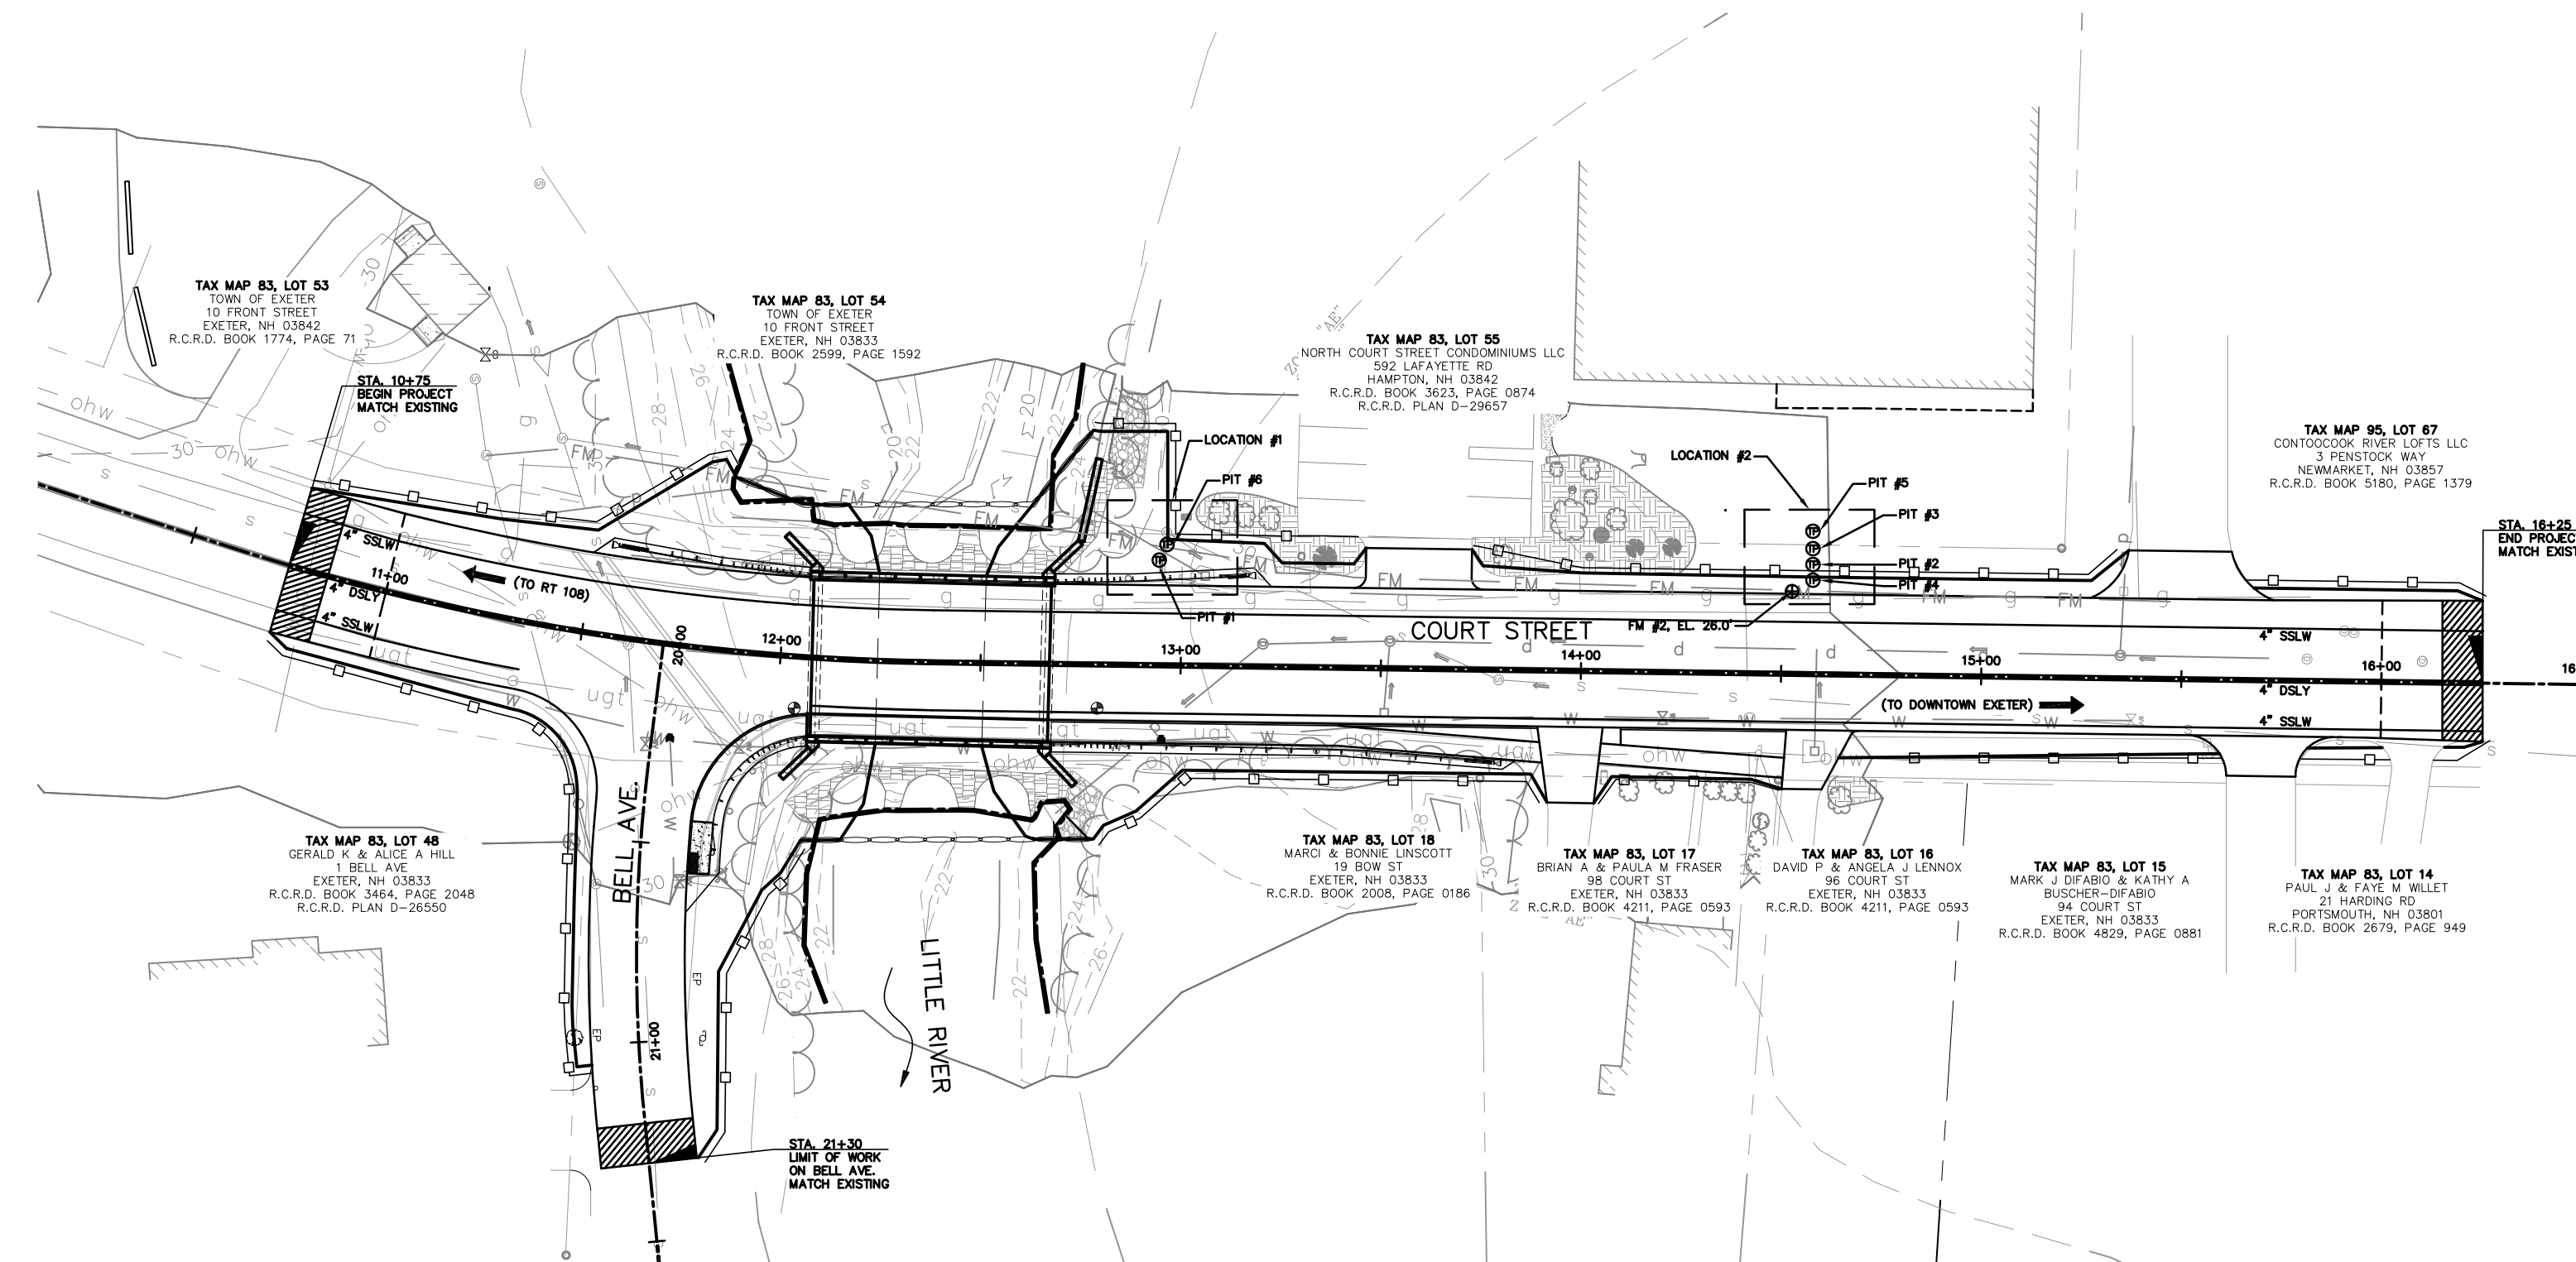 TAX MAP 83, LOT 53
TOWN OF EXETER
10 FRONT STREET
EXETER, NH 03842
R.C.R.D. BOOK 1774, PAGE 71
TAX MAP 83, LOT 54
TOWN OF EXETER
10 FRONT STREET
EXETER, NH 03833
R.C.R.D. BOOK 2599, PAGE 1592
TAX MAP 83, LOT 55
NORTH COURT STREET CONDOMINIUMS LLC
592 LAFAYETTE RD
HAMPTON, NH 03842
R.C.R.D. BOOK 3623, PAGE 0874
R.C.R.D. PLAN D-29657
TAX MAP 95, LOT 67
CONTOOCOOK RIVER LOFTS LLC
3 PENSTOCK WAY
NEWMARKET, NH 03857
R.C.R.D. BOOK 5180, PAGE 1379
STA. 10+75
BEGIN PROJECT
MATCH EXISTING
LOCATION #1
PIT #6
PIT #1
LOCATION #2
PIT #5
PIT #3
PIT #2
PIT #4
FM #2, EL. 26.0'
STA. 16+25
END PROJECT
MATCH EXIST
4" SSLW
11+00
4" DSLY
4" SSLW
(TO RT 108)
20+00
12+00
13+00
COURT STREET
14+00
15+00
16+00
16
4" SSLW
4" DSLY
4" SSLW
(TO DOWNTOWN EXETER)
BELL AVE.
21+00
EP
EP
LITTLE RIVER
TAX MAP 83, LOT 48
GERALD K & ALICE A HILL
1 BELL AVE
EXETER, NH 03833
R.C.R.D. BOOK 3464, PAGE 2048
R.C.R.D. PLAN D-26550
TAX MAP 83, LOT 18
MARCI & BONNIE LINSCOTT
19 BOW ST
EXETER, NH 03833
R.C.R.D. BOOK 2008, PAGE 0186
TAX MAP 83, LOT 17
BRIAN A & PAULA M FRASER
98 COURT ST
EXETER, NH 03833
R.C.R.D. BOOK 4211, PAGE 0593
TAX MAP 83, LOT 16
DAVID P & ANGELA J LENNOX
96 COURT ST
EXETER, NH 03833
R.C.R.D. BOOK 4211, PAGE 0593
TAX MAP 83, LOT 15
MARK J DIFABIO & KATHY A
BUSCHER-DIFABIO
94 COURT ST
EXETER, NH 03833
R.C.R.D. BOOK 4829, PAGE 0881
TAX MAP 83, LOT 14
PAUL J & FAYE M WILLET
21 HARDING RD
PORTSMOUTH, NH 03801
R.C.R.D. BOOK 2679, PAGE 949
STA. 21+30
LIMIT OF WORK
ON BELL AVE.
MATCH EXISTING